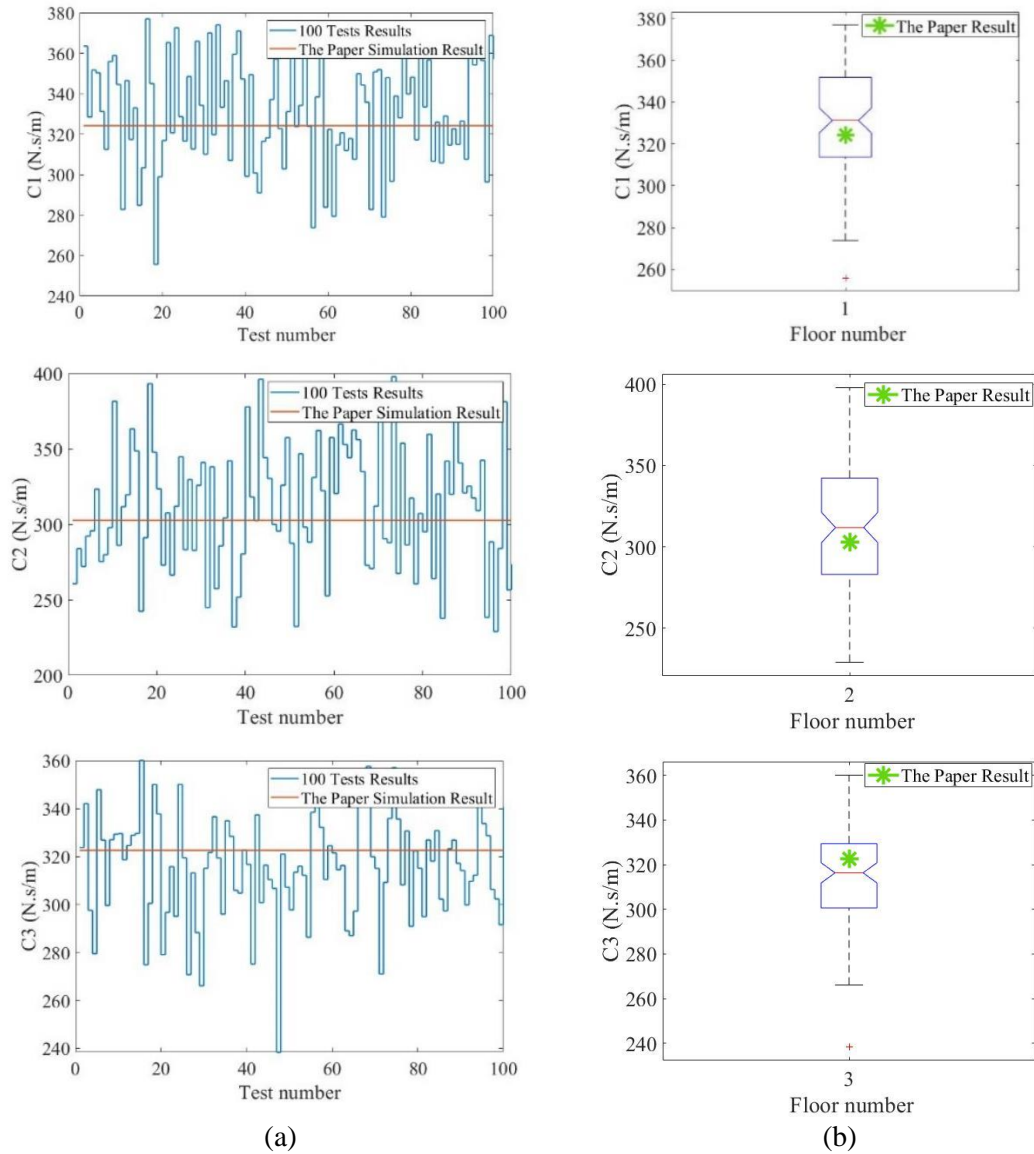 380
360
340
320
300
280
260
240
0
20
40
60
80
100
C1 (N.s/m)
Test number
100 Tests Results
The Paper Simulation Result
380
360
340
320
300
280
260
C1 (N.s/m)
1
Floor number
The Paper Result
400
350
300
250
200
0
20
40
60
80
100
C2 (N.s/m)
Test number
100 Tests Results
The Paper Simulation Result
400
350
300
250
C2 (N.s/m)
2
Floor number
The Paper Result
360
340
320
300
280
260
240
0
20
40
60
80
100
C3 (N.s/m)
Test number
100 Tests Results
The Paper Simulation Result
360
340
320
300
280
260
240
C3 (N.s/m)
3
Floor number
The Paper Result
(a)
(b)